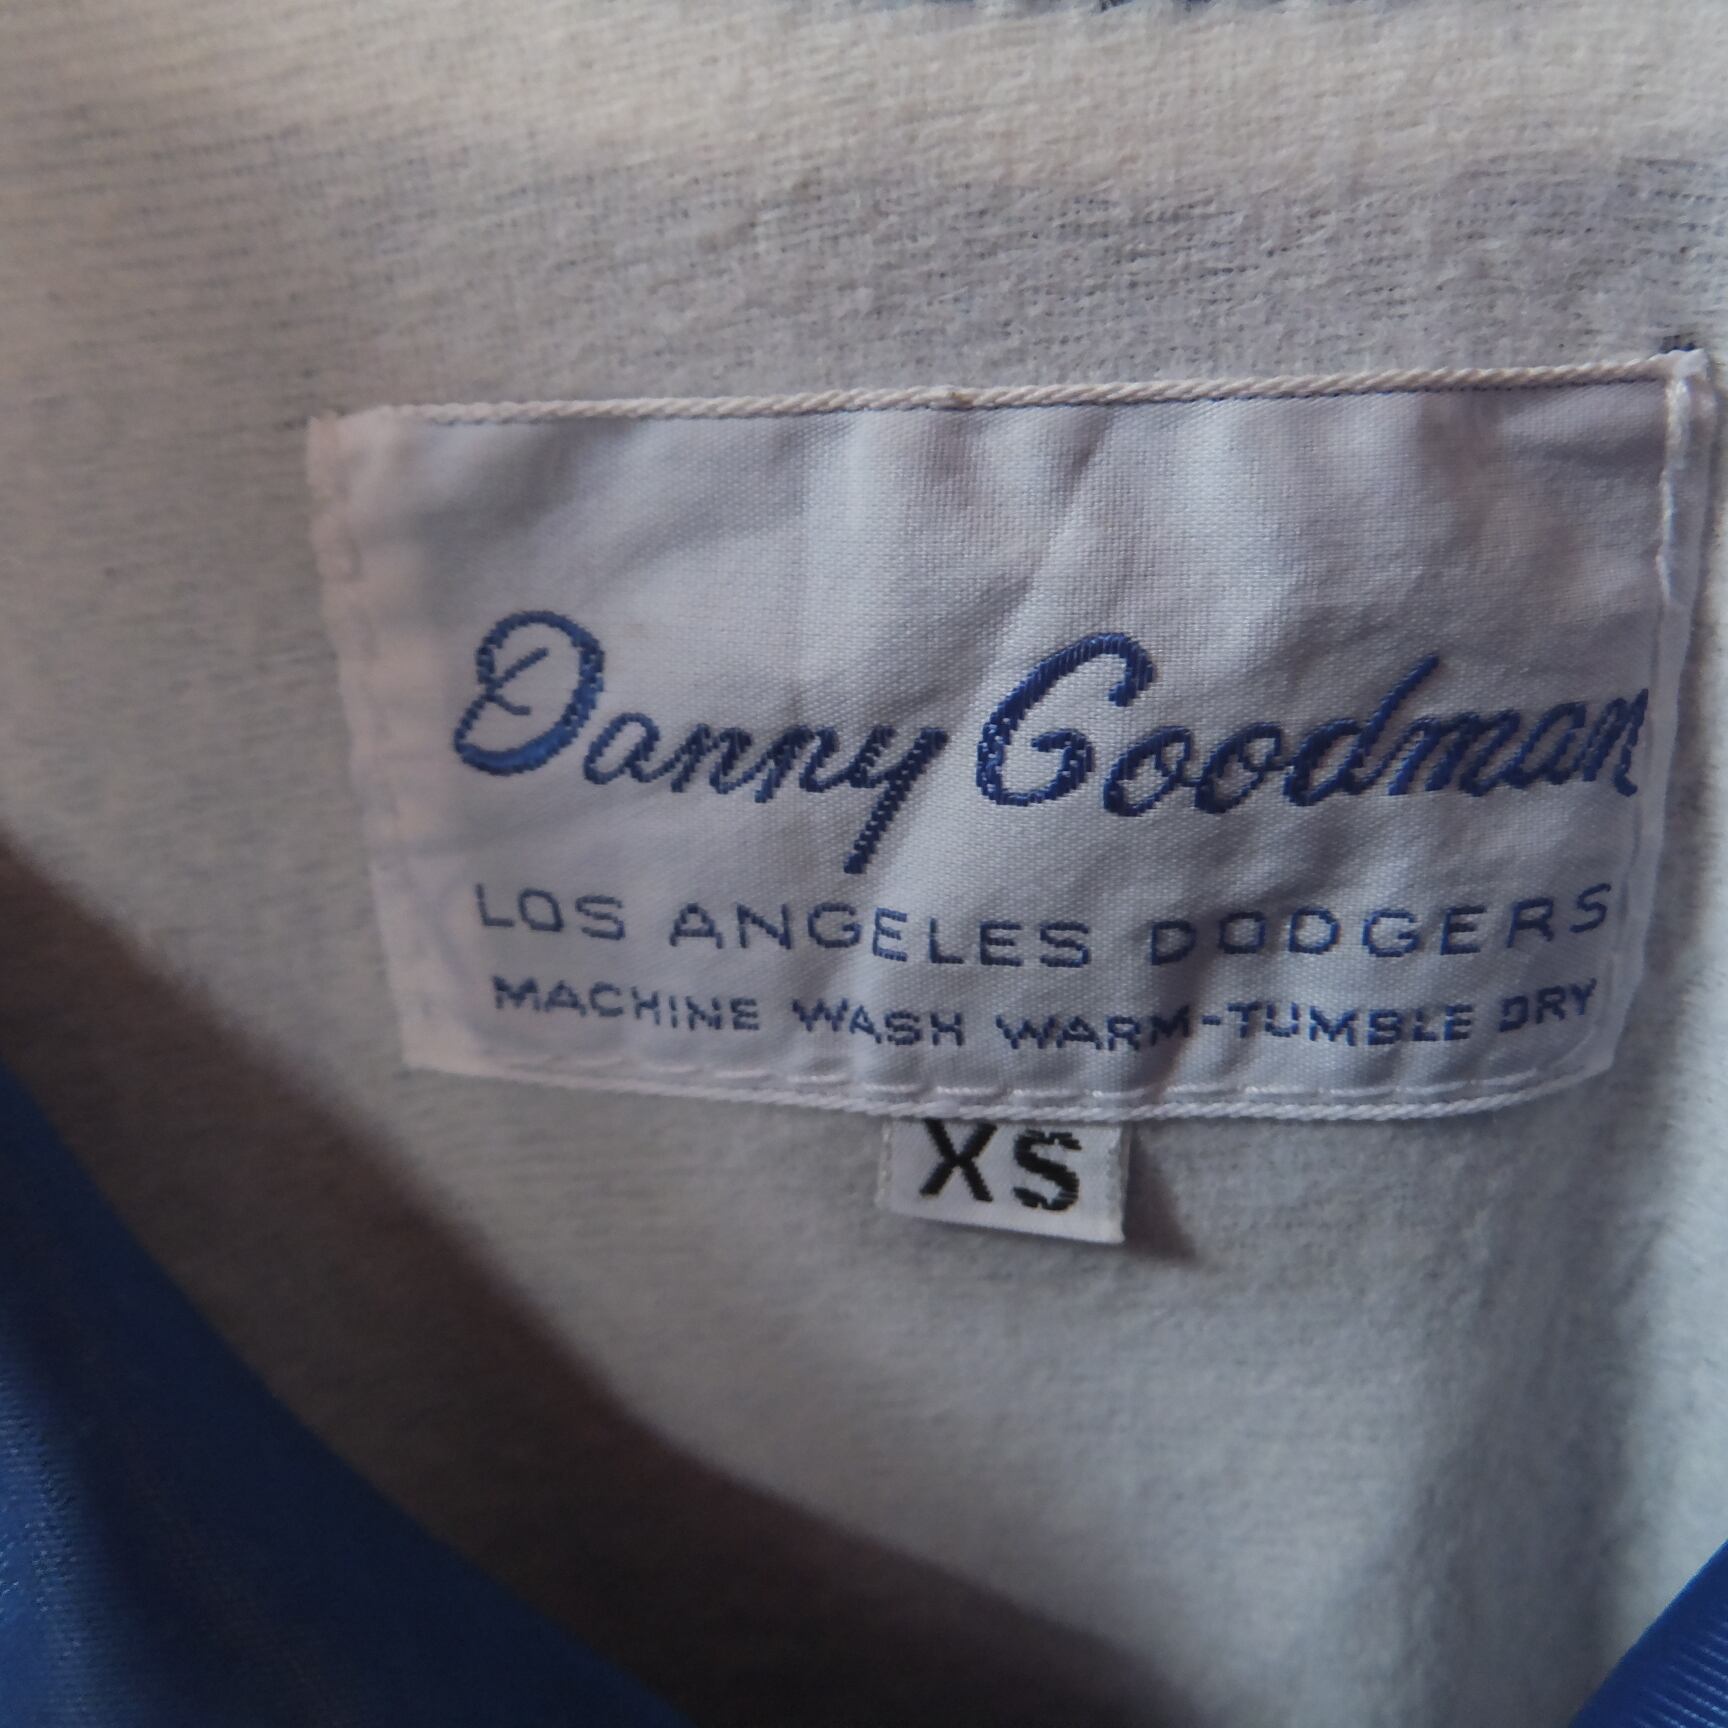 Danny Goodman
LOS ANGELES DODGERS
MACHINE WASH WARM-TUMBLE DRY
XS